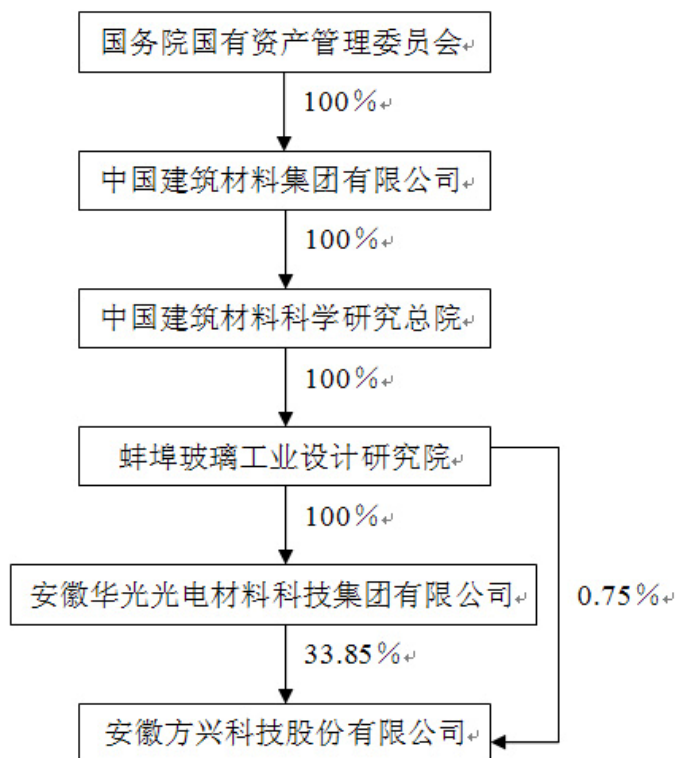 国务院国有资产管理委员会
100%
中国建筑材料集团有限公司
100%
中国建筑材料科学研究总院
100%
蚌埠玻璃工业设计研究院
100%
安徽华光光电材料科技集团有限公司
0.75%
33.85%
安徽方兴科技股份有限公司